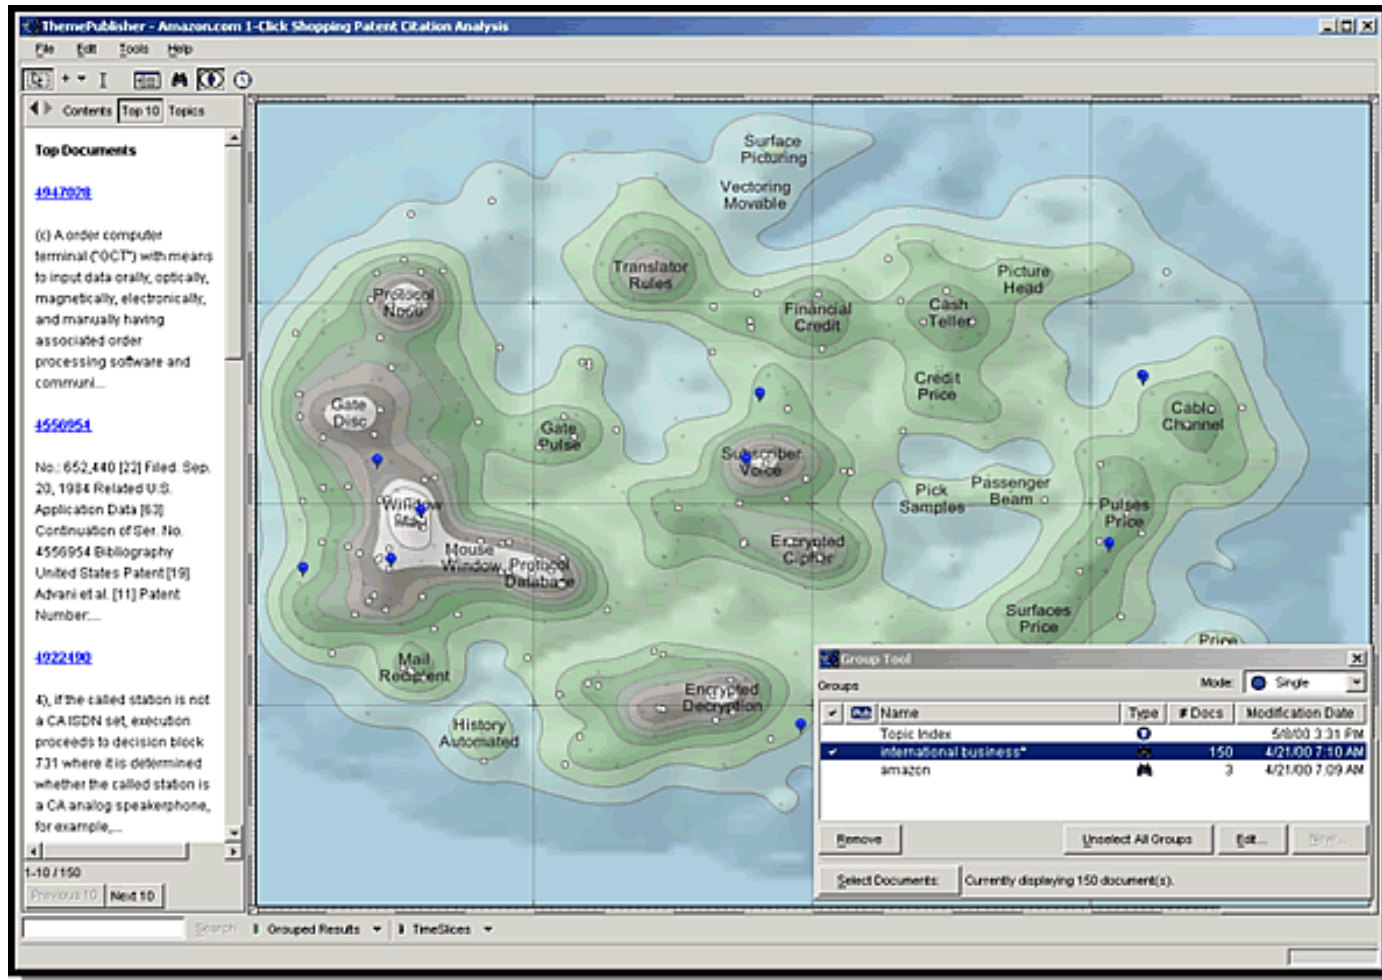 ThemePublisher - Amazon.com 1-Click Shopping Patent Citation Analysis
File Edit Tools Help
Contents Top 10 Topics
Top Documents
4947028
(c) A order computer
terminal ("OCT") with means
to input data orally, optically,
magnetically, electronically,
and manually having
associated order
processing software and
communi...
4556954
No.: 652,440 [22] Filed: Sep.
20, 1984 Related U.S.
Application Data [63]
Continuation of Ser. No.
4556954 Bibliography
United States Patent [19]
Advani et al. [11] Patent
Number:...
4922490
4), if the called station is not
a CA ISDN set, execution
proceeds to decision block
731 where it is determined
whether the called station is
a CA analog speakerphone,
for example,...
1-10 / 150
Previous 10 Next 10
Search Grouped Results TimeSlices
Surface
Picturing
Vectoring
Movable
Translator
Rules
Picture
Head
Protocol
Node
Financial
Credit
Cash
Teller
Credit
Price
Gate
Disc
Gate
Pulse
Cable
Channel
Subscriber
Voice
Pick
Samples
Passenger
Beam
Pulses
Price
Window
Mouse
Window
Protocol
Database
Encrypted
Cipher
Surfaces
Price
Price
Mail
Recipient
Encrypted
Decryption
History
Automated
Group Tool
Groups Mode: Single
Pub Name Type # Docs Modification Date
Topic Index 5/8/00 3:31 PM
international business* 150 4/21/00 7:10 AM
amazon 3 4/21/00 7:09 AM
Remove Unselect All Groups Edit... New...
Select Documents: Currently displaying 150 document(s).